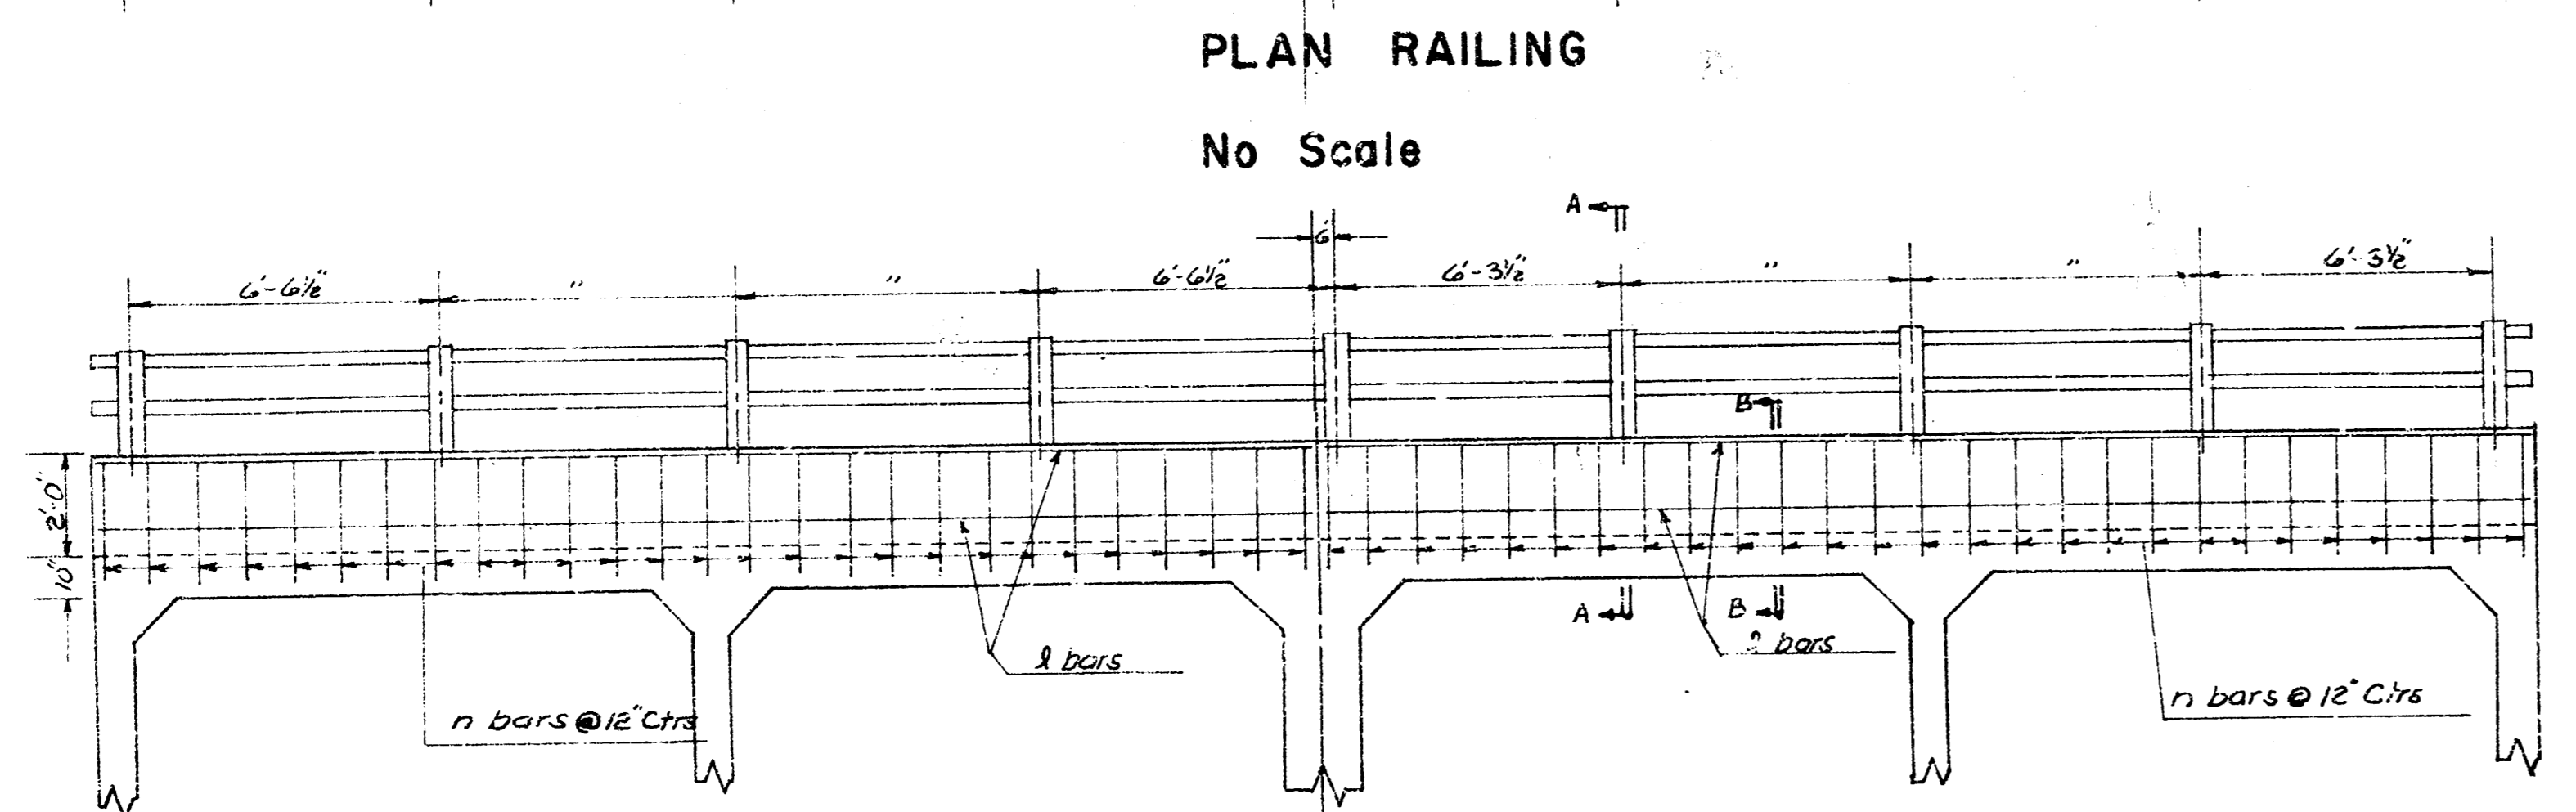 PLAN RAILING
No Scale
A
6"
6'-6½" " " 6'-6½" 6'-3½" " " 6'-3½"
B
2'-0"
10"
A B
l bars
bars
n bars @ 12" Ctrs
n bars @ 12" Ctrs